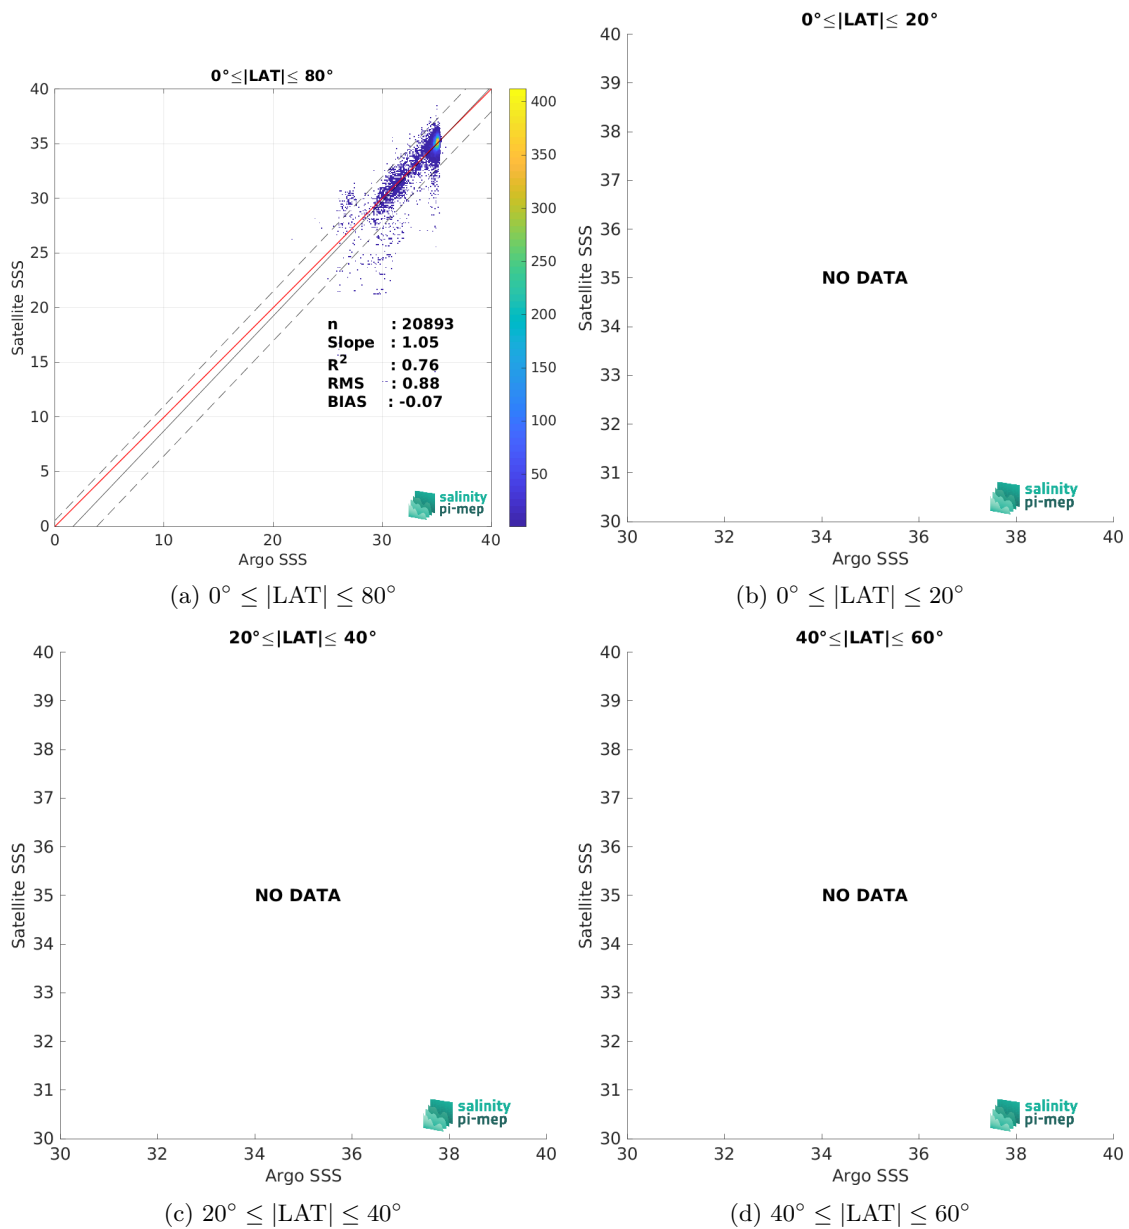 0°≤|LAT|≤ 80°
40
35
30
25
20
15
10
5
0
0
10
20
30
40
400
350
300
250
200
150
100
50
Satellite SSS
Argo SSS
n : 20893
Slope : 1.05
R2 : 0.76
RMS : 0.88
BIAS : -0.07
salinity
pi-mep
(a) 0° ≤ |LAT| ≤ 80°
0°≤|LAT|≤ 20°
40
39
38
37
36
35
34
33
32
31
30
30
32
34
36
38
40
Satellite SSS
Argo SSS
NO DATA
salinity
pi-mep
(b) 0° ≤ |LAT| ≤ 20°
20°≤|LAT|≤ 40°
40
39
38
37
36
35
34
33
32
31
30
30
32
34
36
38
40
Satellite SSS
Argo SSS
NO DATA
salinity
pi-mep
(c) 20° ≤ |LAT| ≤ 40°
40°≤|LAT|≤ 60°
40
39
38
37
36
35
34
33
32
31
30
30
32
34
36
38
40
Satellite SSS
Argo SSS
NO DATA
salinity
pi-mep
(d) 40° ≤ |LAT| ≤ 60°